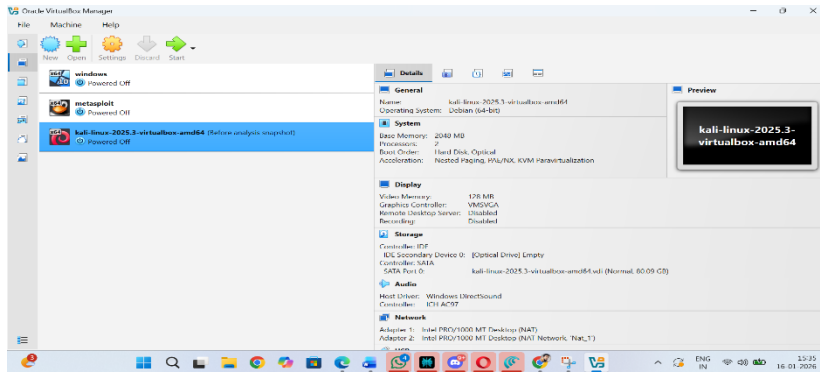 Oracle VirtualBox Manager
File Machine Help
New Open Settings Discard Start
windows
Powered Off
metasploit
Powered Off
kali-linux-2025.3-virtualbox-amd64 (Before analysis snapshot)
Powered Off
Details
General
Name: kali-linux-2025.3-virtualbox-amd64
Operating System: Debian (64-bit)
System
Base Memory: 2048 MB
Processors: 2
Boot Order: Hard Disk, Optical
Acceleration: Nested Paging, PAE/NX, KVM Paravirtualization
Display
Video Memory: 128 MB
Graphics Controller: VMSVGA
Remote Desktop Server: Disabled
Recording: Disabled
Storage
Controller: IDE
IDE Secondary Device 0: [Optical Drive] Empty
Controller: SATA
SATA Port 0: kali-linux-2025.3-virtualbox-amd64.vdi (Normal, 80.09 GB)
Audio
Host Driver: Windows DirectSound
Controller: ICH AC97
Network
Adapter 1: Intel PRO/1000 MT Desktop (NAT)
Adapter 2: Intel PRO/1000 MT Desktop (NAT Network, 'Nat_1')
Preview
kali-linux-2025.3-
virtualbox-amd64
ENG
IN
15:35
16-01-2026